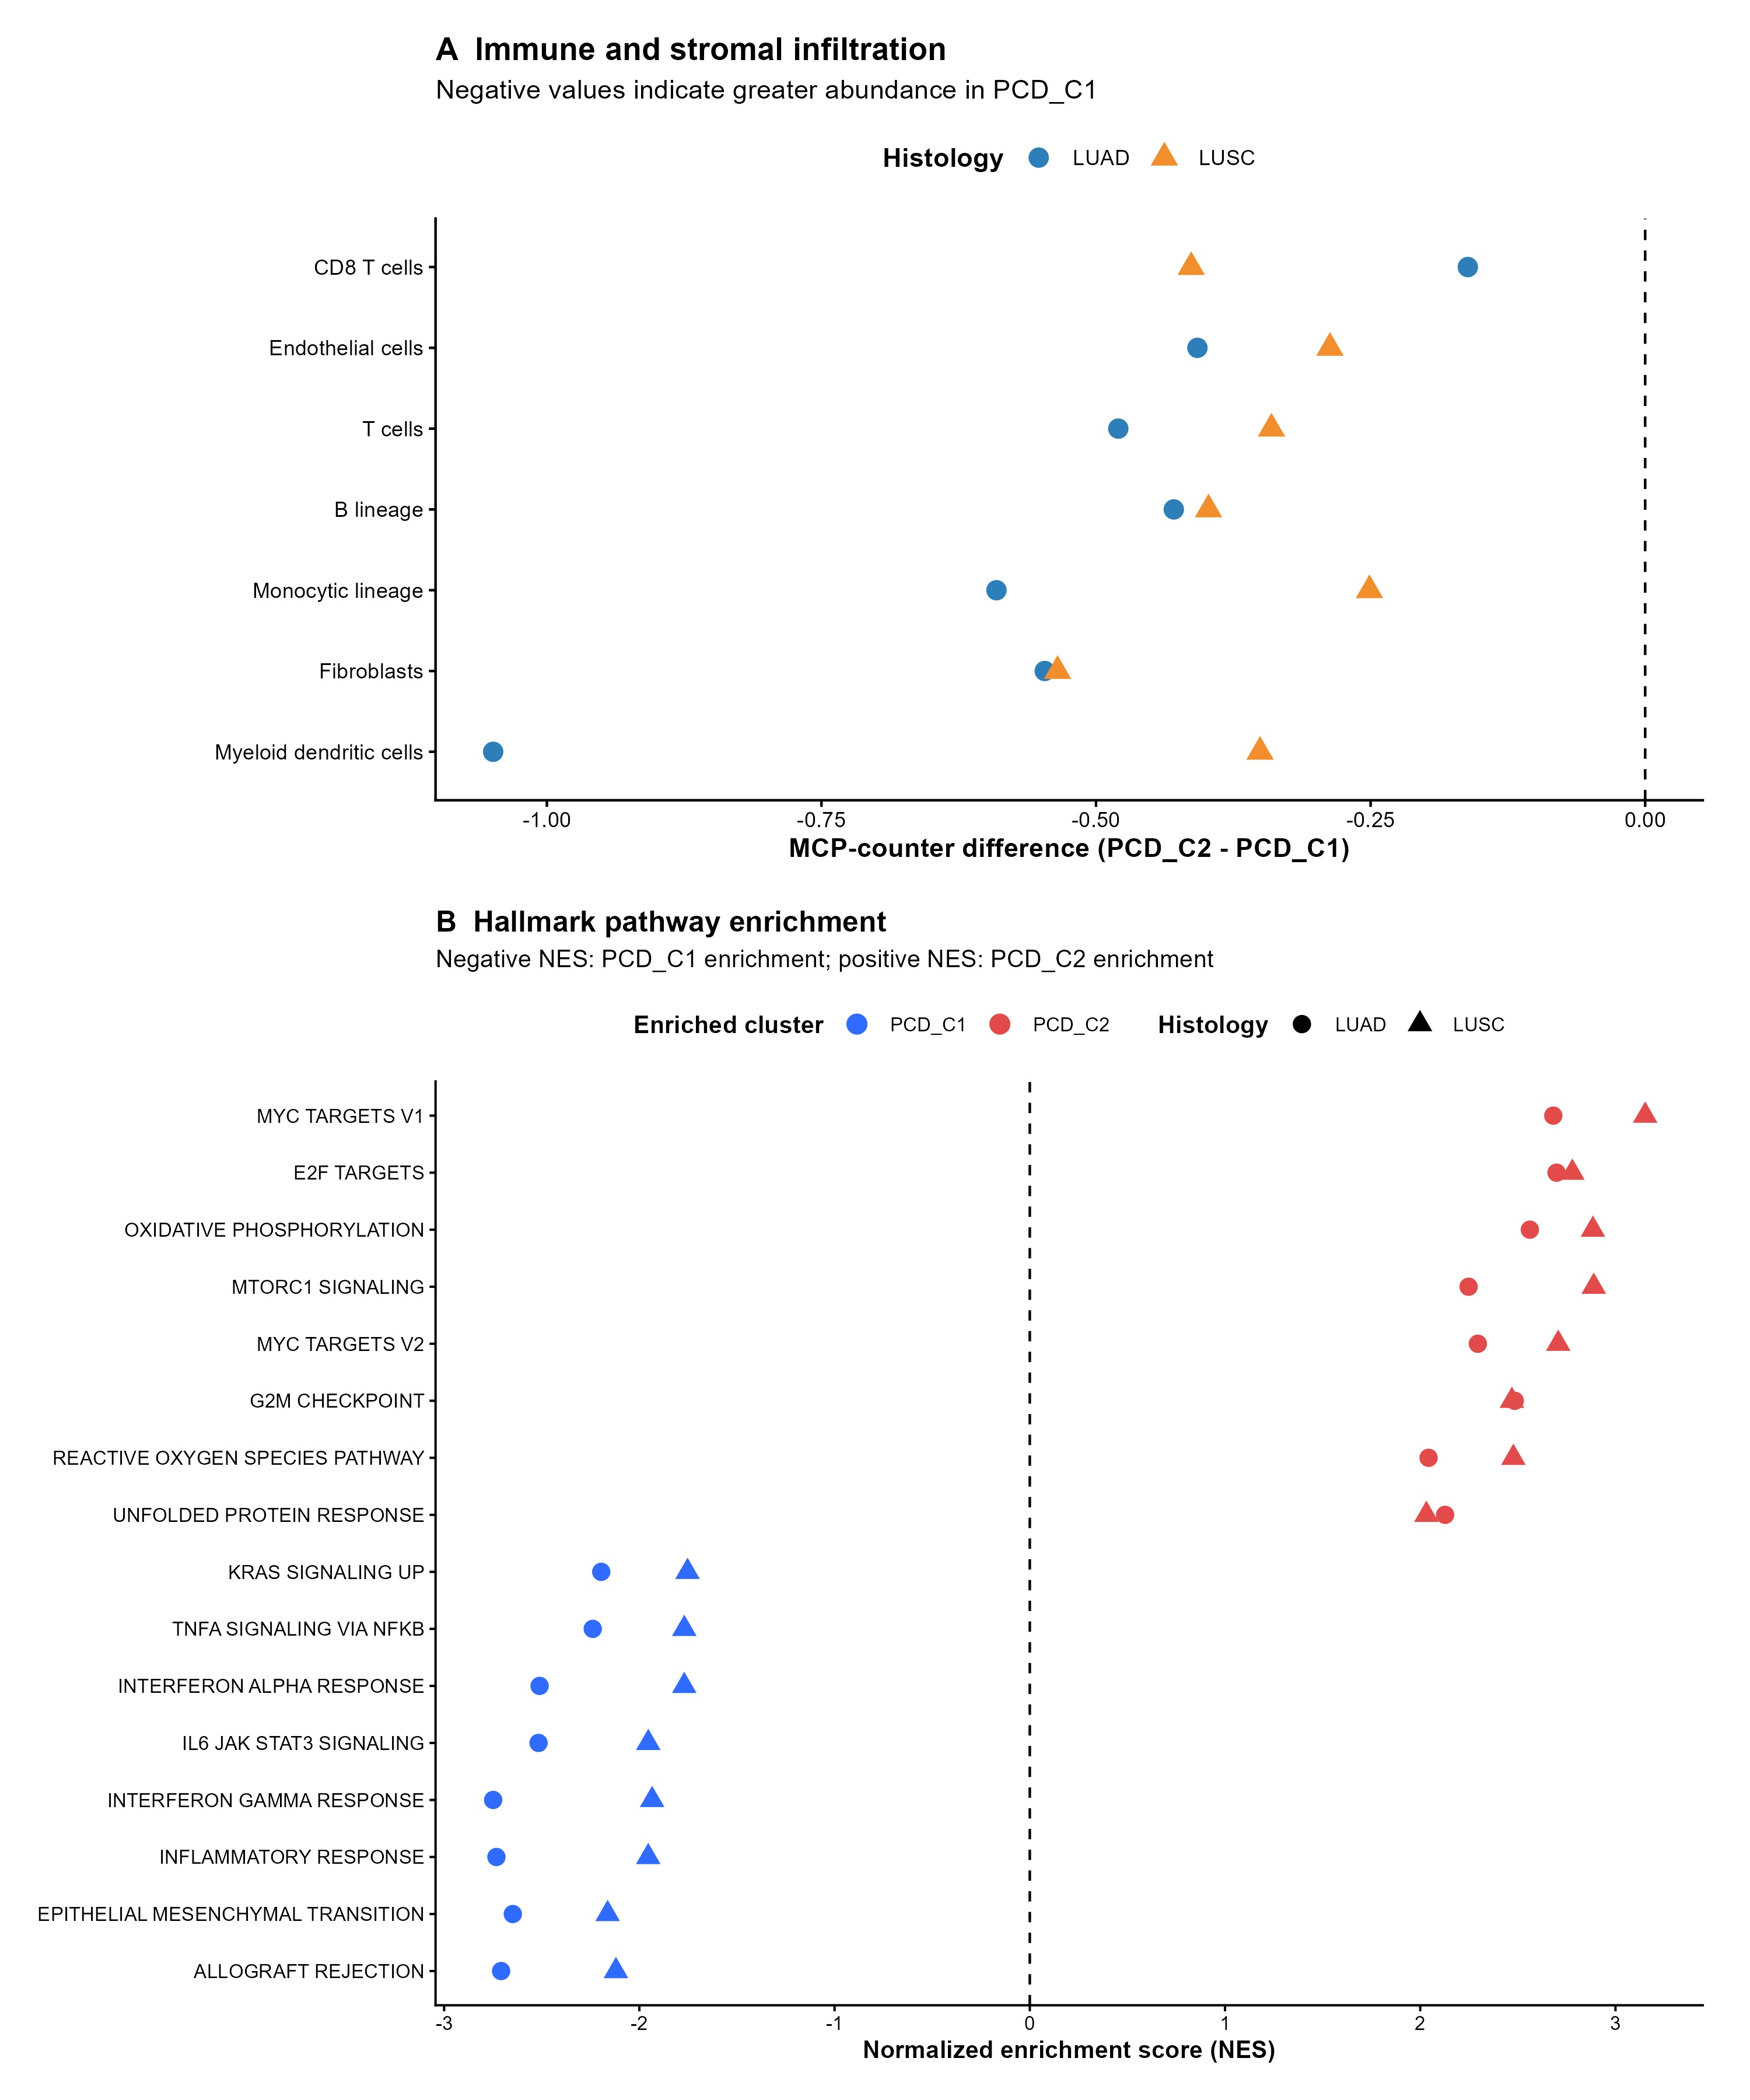 A Immune and stromal infiltration
Negative values indicate greater abundance in PCD_C1
Histology LUAD LUSC
CD8 T cells
Endothelial cells
T cells
B lineage
Monocytic lineage
Fibroblasts
Myeloid dendritic cells
-1.00 -0.75 -0.50 -0.25 0.00
MCP-counter difference (PCD_C2 - PCD_C1)
B Hallmark pathway enrichment
Negative NES: PCD_C1 enrichment; positive NES: PCD_C2 enrichment
Enriched cluster PCD_C1 PCD_C2 Histology LUAD LUSC
MYC TARGETS V1
E2F TARGETS
OXIDATIVE PHOSPHORYLATION
MTORC1 SIGNALING
MYC TARGETS V2
G2M CHECKPOINT
REACTIVE OXYGEN SPECIES PATHWAY
UNFOLDED PROTEIN RESPONSE
KRAS SIGNALING UP
TNFA SIGNALING VIA NFKB
INTERFERON ALPHA RESPONSE
IL6 JAK STAT3 SIGNALING
INTERFERON GAMMA RESPONSE
INFLAMMATORY RESPONSE
EPITHELIAL MESENCHYMAL TRANSITION
ALLOGRAFT REJECTION
-3 -2 -1 0 1 2 3
Normalized enrichment score (NES)